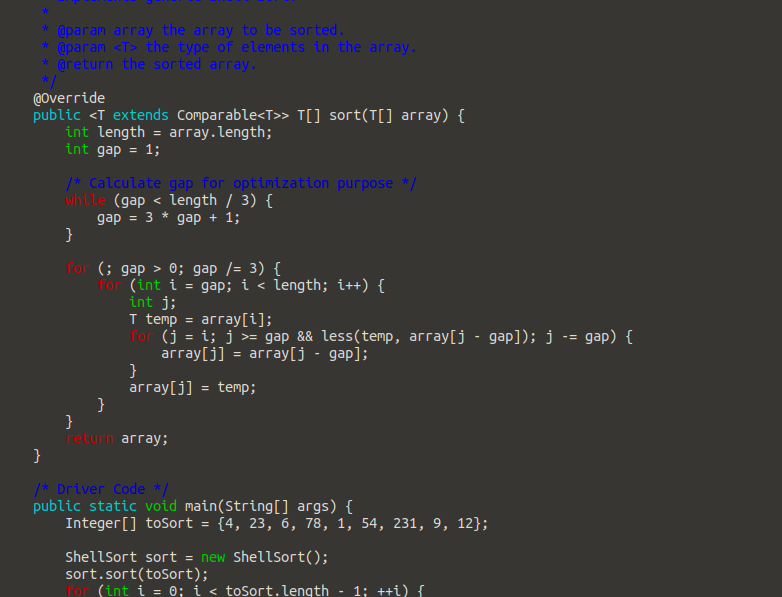 *
* @param array the array to be sorted.
* @param <T> the type of elements in the array.
* @return the sorted array.
*/
@Override
public <T extends Comparable<T>> T[] sort(T[] array) {
int length = array.length;
int gap = 1;
/* Calculate gap for optimization purpose */
while (gap < length / 3) {
gap = 3 * gap + 1;
}
for (; gap > 0; gap /= 3) {
for (int i = gap; i < length; i++) {
int j;
T temp = array[i];
for (j = i; j >= gap && less(temp, array[j - gap]); j -= gap) {
array[j] = array[j - gap];
}
array[j] = temp;
}
}
return array;
}
/* Driver Code */
public static void main(String[] args) {
Integer[] toSort = {4, 23, 6, 78, 1, 54, 231, 9, 12};
ShellSort sort = new ShellSort();
sort.sort(toSort);
for (int i = 0; i < toSort.length - 1; ++i) {